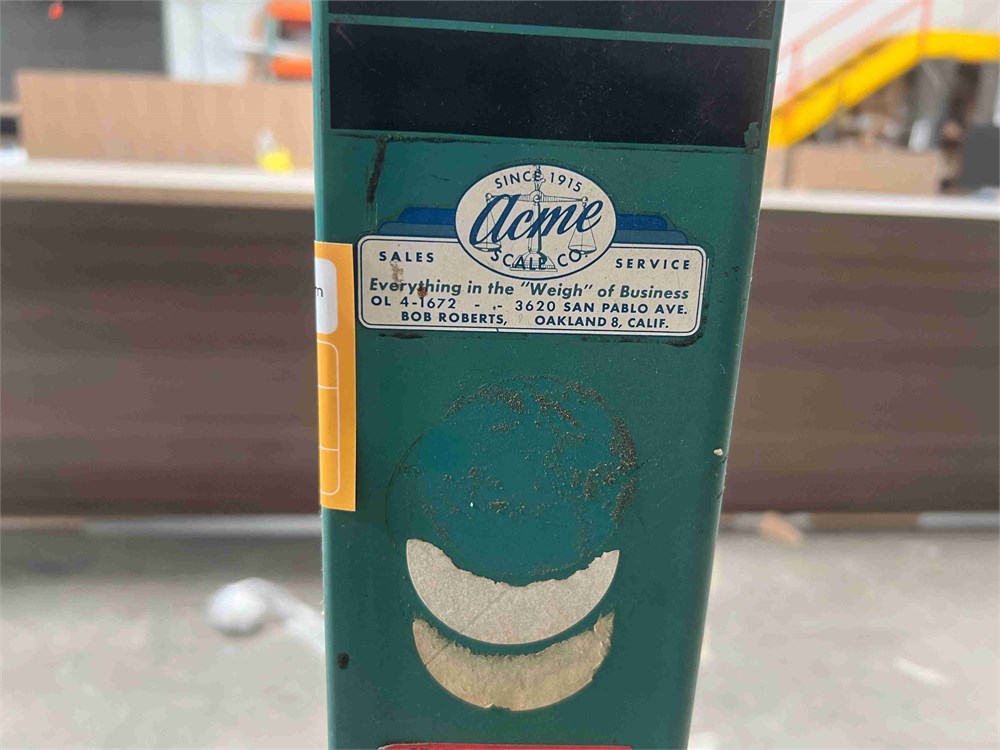 SINCE 1915
Acme
SCALE CO.
SALES SERVICE
Everything in the "Weigh" of Business
OL 4-1672 - - 3620 SAN PABLO AVE.
BOB ROBERTS, OAKLAND 8, CALIF.
m